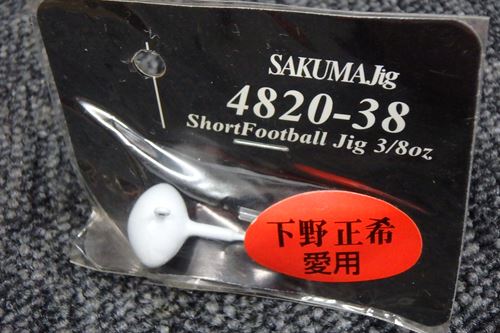 SAKUMAJig
4820-38
ShortFootball Jig 3/8oz
下野正希
愛用